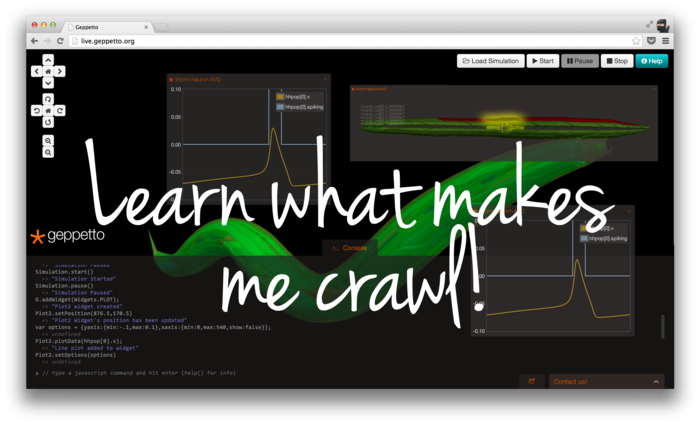 Geppetto
live.geppetto.org
Load Simulation
Start
Pause
Stop
Help
Worm Neuron AVD
0.10
0.05
0.00
-0.05
hhpop[0].v
hhpop[0].spiking
Learn what makes
me crawl!
geppetto
Console
hhpop[0].v
hhpop[0].spiking
0.00
-0.10
Simulation.start()
<> "Simulation Started"
Simulation.pause()
<> "Simulation Paused"
G.addWidget(Widgets.PLOT);
<> "Plot2 widget created"
Plot2.setPosition(876.5,170.5)
<> "Plot2 Widget's position has been updated"
var options = {yaxis:{min:-.1,max:0.1},xaxis:{min:0,max:540,show:false}};
<> undefined
Plot2.plotData(hhpop[0].v);
<> "Line plot added to widget"
Plot2.setOptions(options)
<> undefined
> // type a javascript command and hit enter (help() for info)
Contact us!